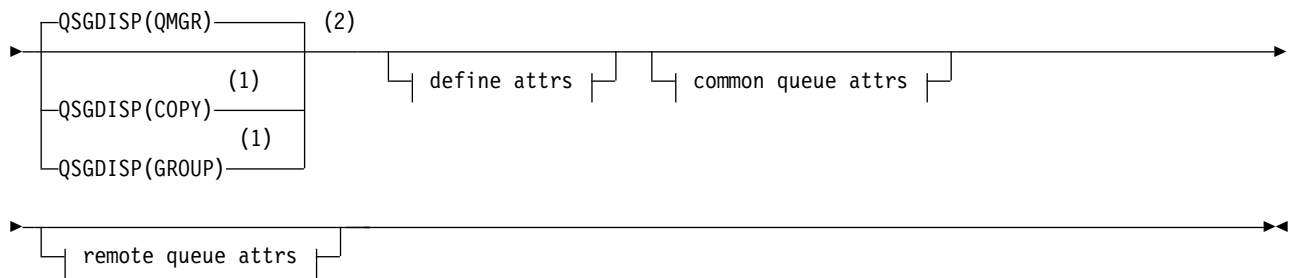 QSGDISP(QMGR) (2)
define attrs common queue attrs
(1)
QSGDISP(COPY)
(1)
QSGDISP(GROUP)
remote queue attrs